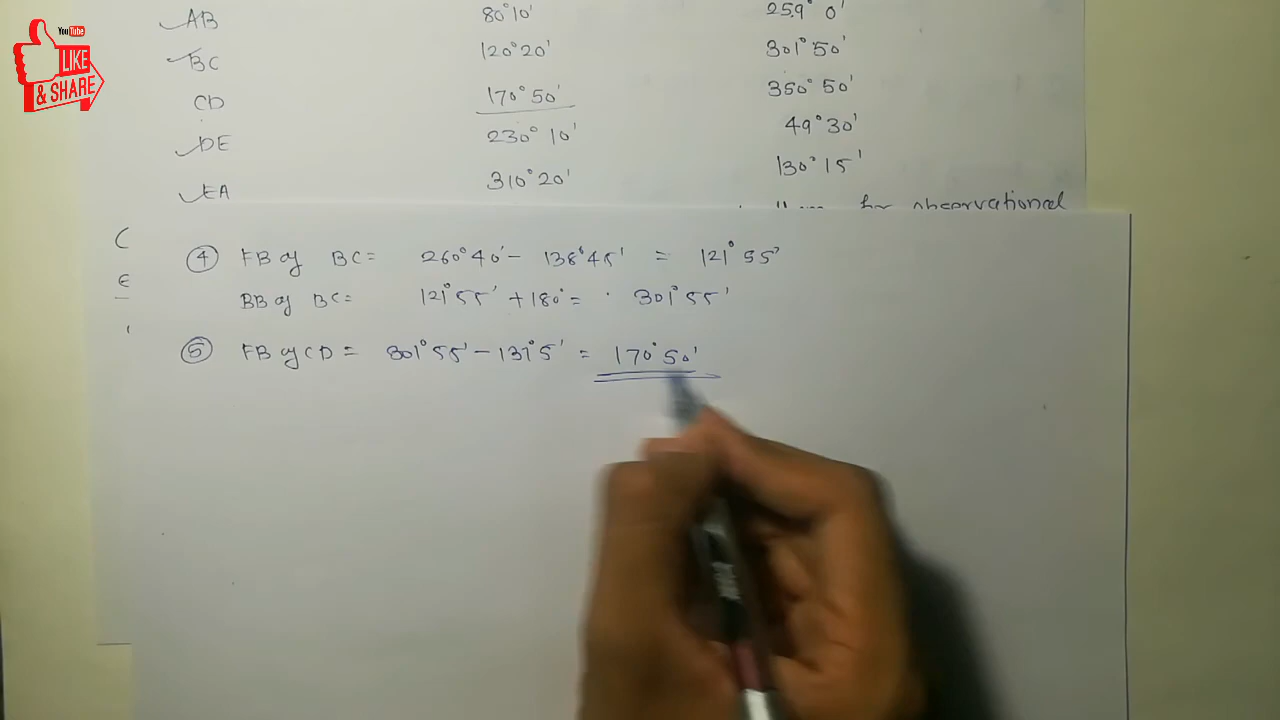 AB 80°10' 259° 0'
YouTube
LIKE
& SHARE
BC 120°20' 301°50'
CD 170°50' 350°50'
DE 230°10' 49°30'
EA 310°20' 130°15'
for observational
④ FB of BC = 260°40' - 138°45' = 121°55'
BB of BC = 121°55' + 180° = 301°55'
⑤ FB of CD = 301°55' - 131°5' = 170°50'